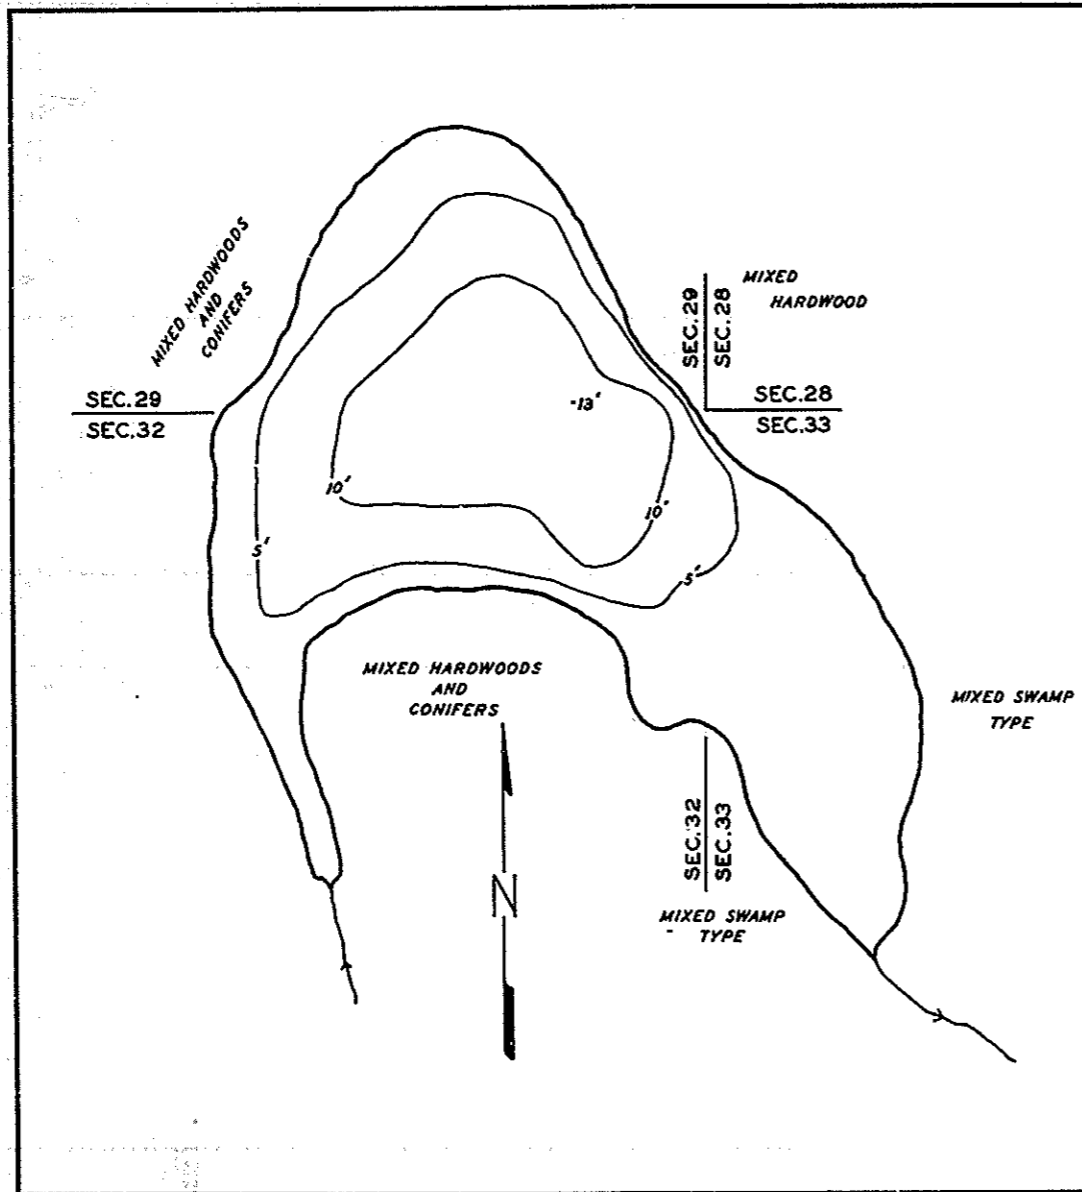 MIXED HARDWOODS
AND
CONIFERS
SEC. 29
SEC. 32
SEC. 29
SEC. 28
MIXED
HARDWOOD
SEC. 28
SEC. 33
-13'
10'
10'
5'
5'
MIXED HARDWOODS
AND
CONIFERS
MIXED SWAMP
TYPE
SEC. 32
SEC. 33
N
MIXED SWAMP
TYPE